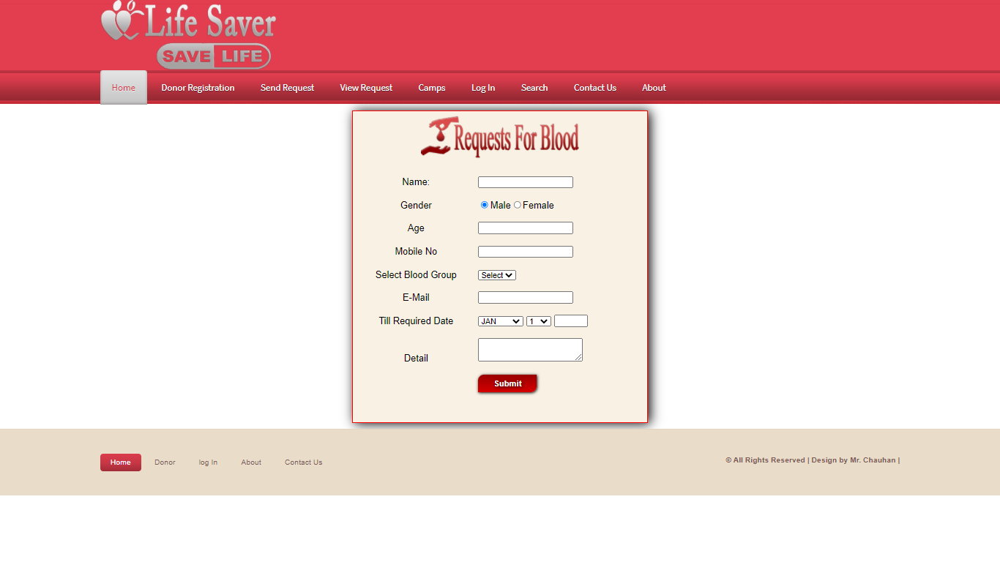 Life Saver
SAVE LIFE
Home Donor Registration Send Request View Request Camps Log In Search Contact Us About
Requests For Blood
Name:
Gender Male Female
Age
Mobile No
Select Blood Group Select
E-Mail
Till Required Date JAN 1
Detail
Submit
Home Donor log In About Contact Us © All Rights Reserved | Design by Mr. Chauhan |